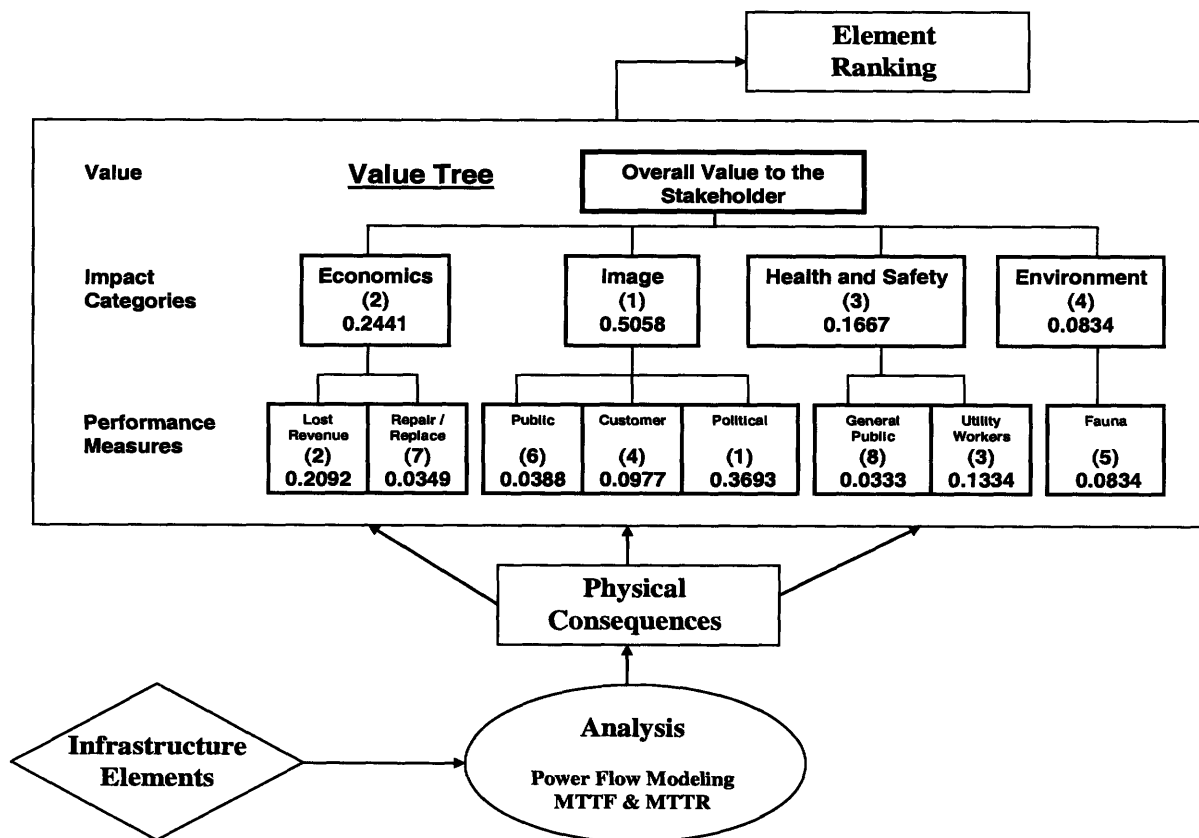 Element
Ranking
Value
Value Tree
Overall Value to the
Stakeholder
Impact
Categories
Economics
(2)
0.2441
Image
(1)
0.5058
Health and Safety
(3)
0.1667
Environment
(4)
0.0834
Performance
Measures
Lost
Revenue
(2)
0.2092
Repair /
Replace
(7)
0.0349
Public
(6)
0.0388
Customer
(4)
0.0977
Political
(1)
0.3693
General
Public
(8)
0.0333
Utility
Workers
(3)
0.1334
Fauna
(5)
0.0834
Physical
Consequences
Infrastructure
Elements
Analysis
Power Flow Modeling
MTTF & MTTR